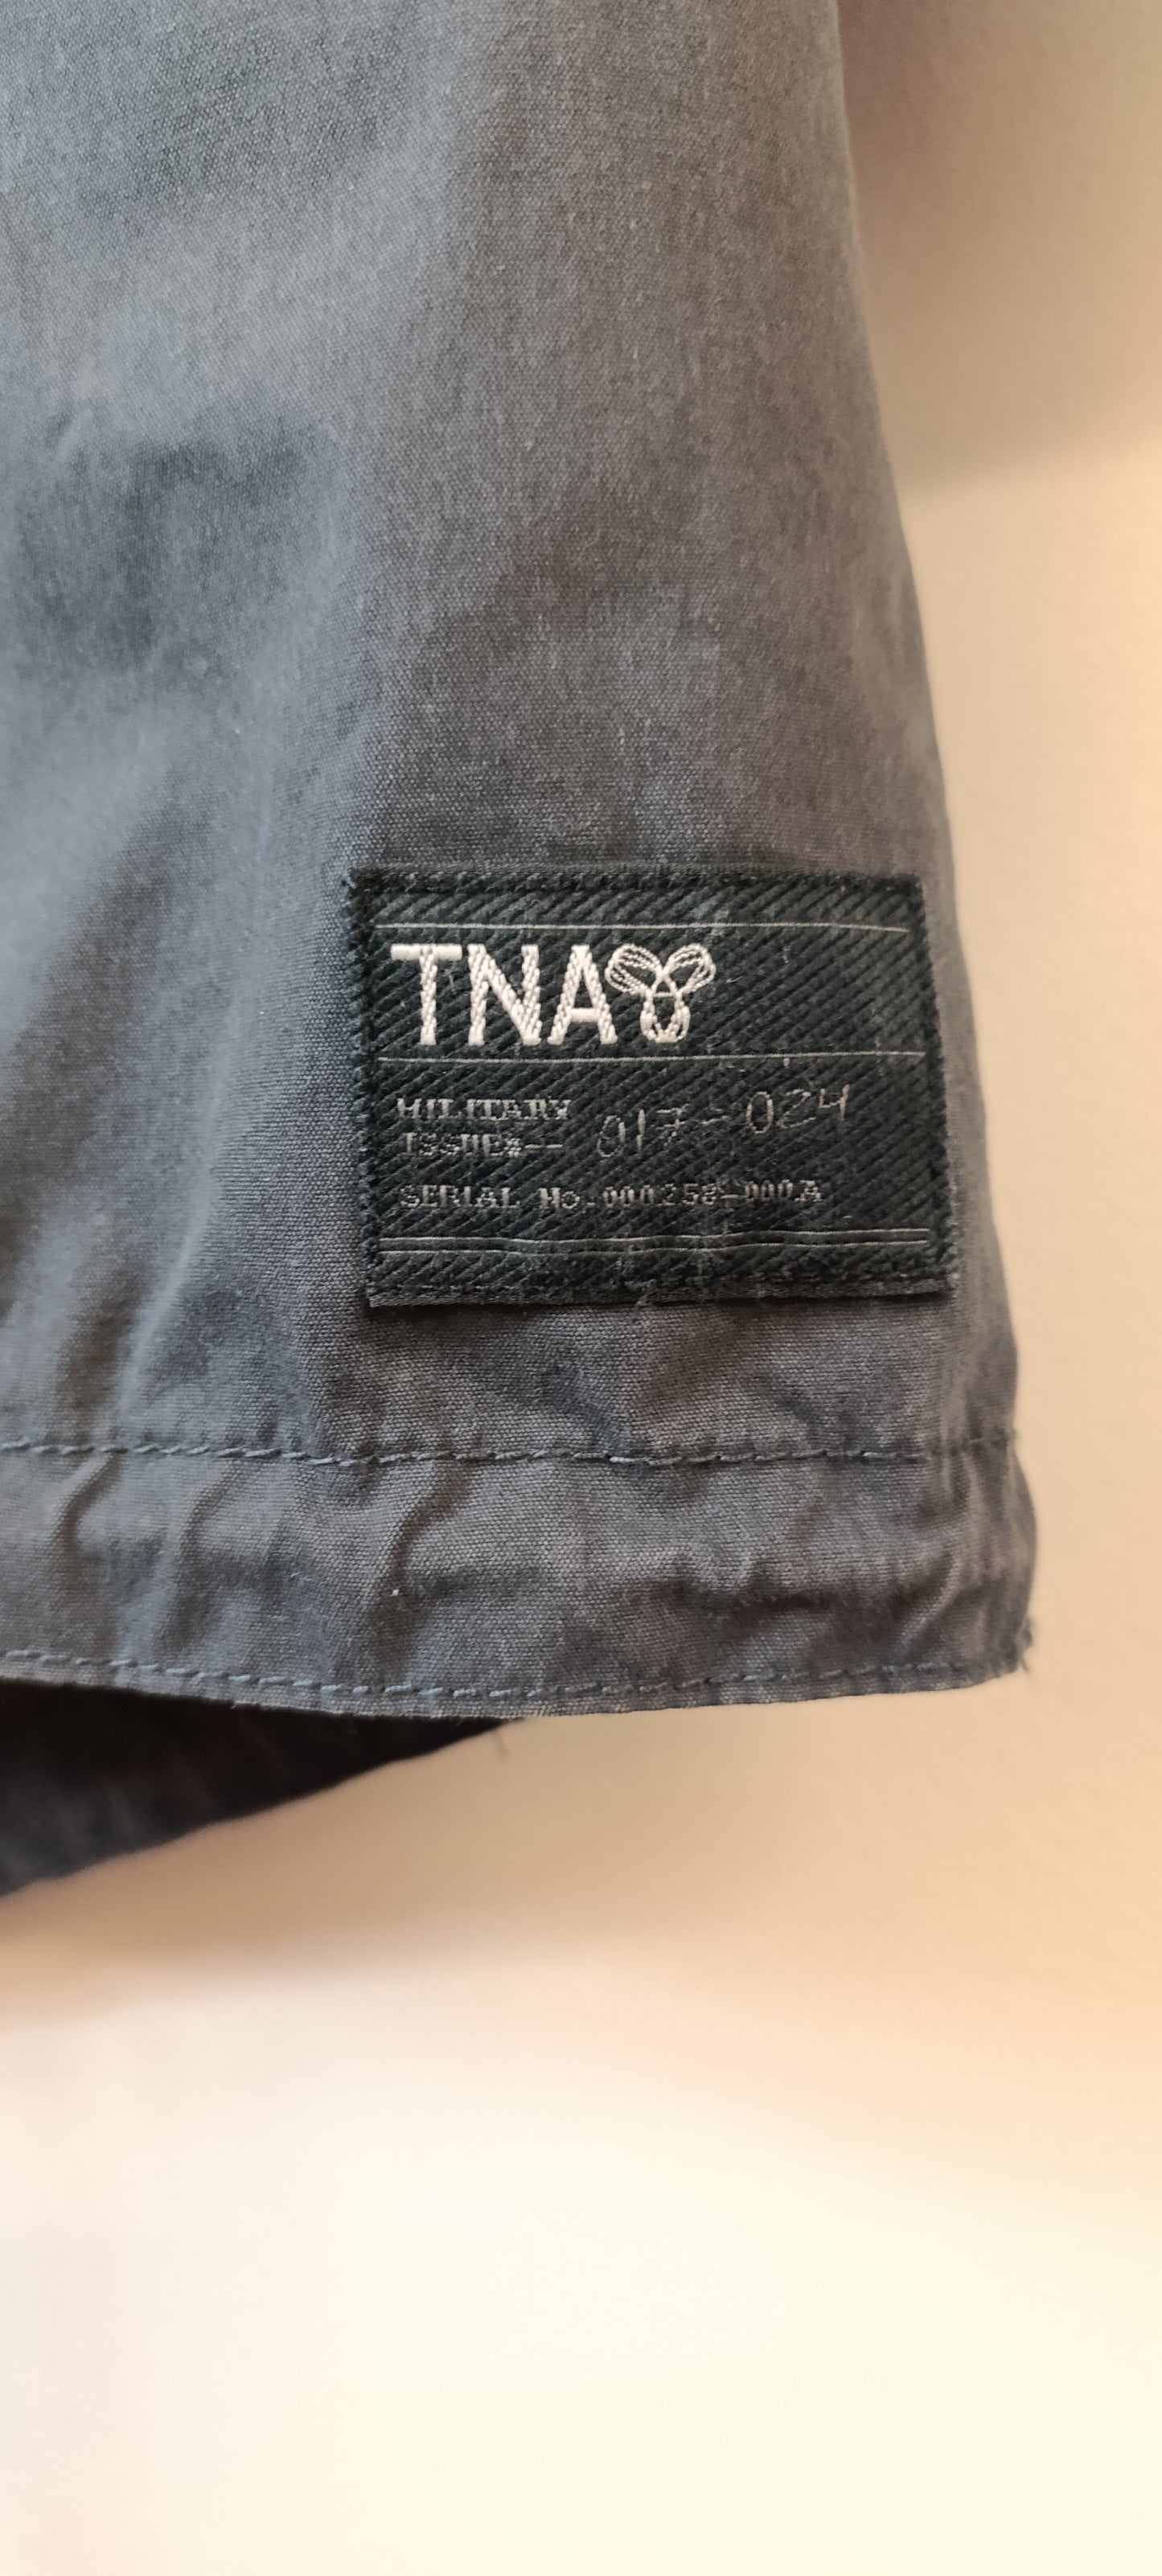 TNA
MILITARY
ISSUE#-- 017-024
SERIAL No.000258-000A